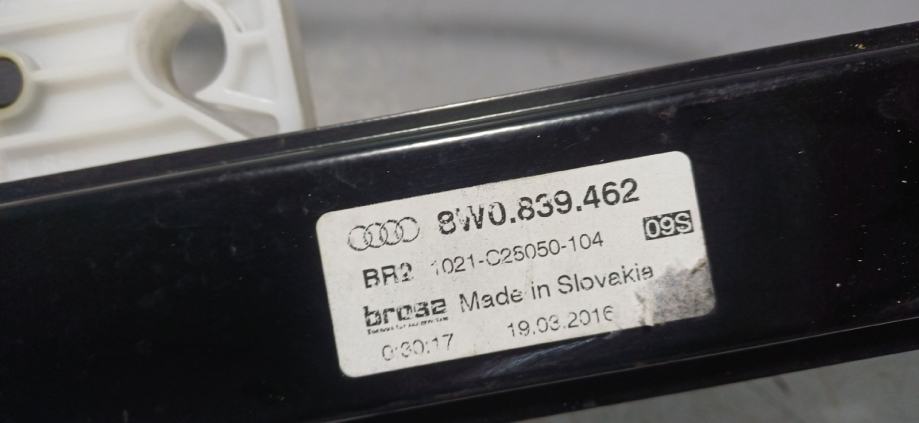 8W0.839.462
09S
BR2 1021-C25050-104
brose Made in Slovakia
0:30:17 19.03.2016